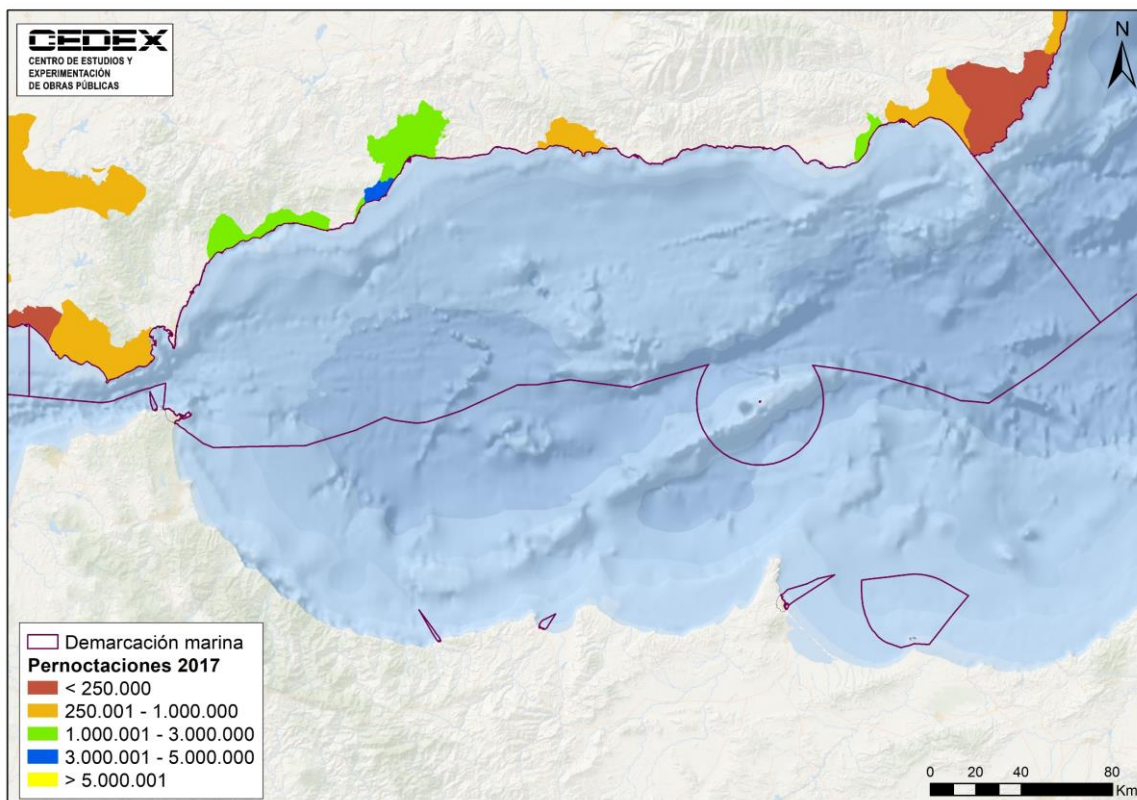 CEDEX
CENTRO DE ESTUDIOS Y
EXPERIMENTACIÓN
DE OBRAS PÚBLICAS
N
Demarcación marina
Pernoctaciones 2017
< 250.000
250.001 - 1.000.000
1.000.001 - 3.000.000
3.000.001 - 5.000.000
> 5.000.001
0 20 40 80
Km